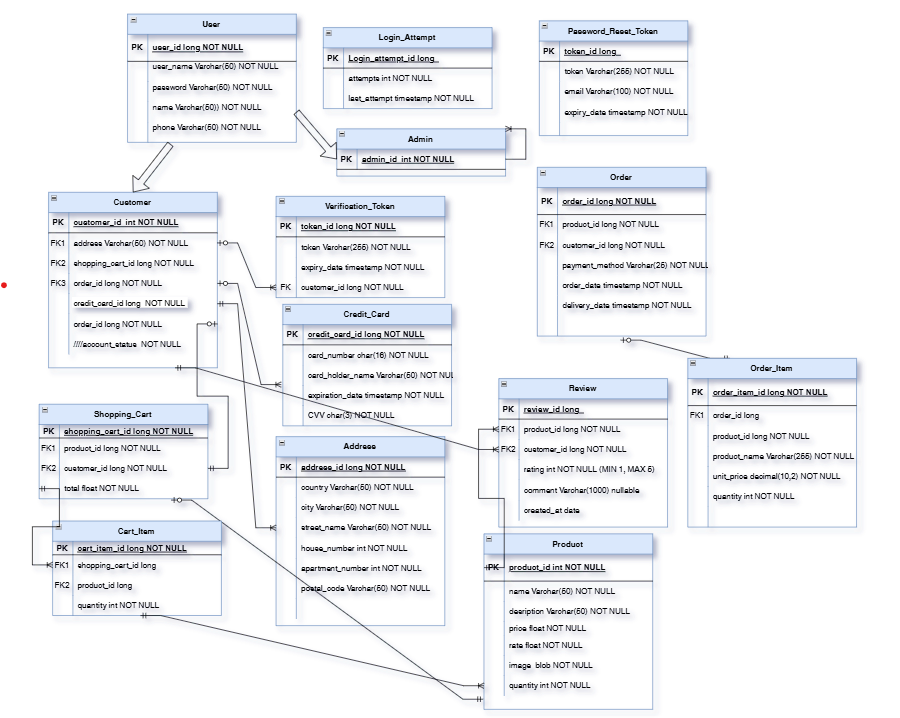 User
PK user_id long NOT NULL
user_name Varchar(50) NOT NULL
password Varchar(50) NOT NULL
name Varchar(50)) NOT NULL
phone Varchar(50) NOT NULL
Login_Attempt
PK Login_attempt_id long
attempts int NOT NULL
last_attempt timestamp NOT NULL
Password_Reset_Token
PK token_id long
token Varchar(255) NOT NULL
email Varchar(100) NOT NULL
expiry_date timestamp NOT NULL
Admin
PK admin_id int NOT NULL
Customer
PK customer_id int NOT NULL
FK1 address Varchar(50) NOT NULL
FK2 shopping_cart_id long NOT NULL
FK3 order_id long NOT NULL
credit_card_id long NOT NULL
order_id long NOT NULL
////account_status NOT NULL
Verification_Token
PK token_id long NOT NULL
token Varchar(255) NOT NULL
expiry_date timestamp NOT NULL
FK customer_id long NOT NULL
Order
PK order_id long NOT NULL
FK1 product_id long NOT NULL
FK2 customer_id long NOT NULL
payment_method Varchar(25) NOT NULL
order_date timestamp NOT NULL
delivery_date timestamp NOT NULL
Credit_Card
PK credit_card_id long NOT NULL
card_number char(16) NOT NULL
card_holder_name Varchar(50) NOT NUL
expiration_date timestamp NOT NULL
CVV char(3) NOT NULL
Order_Item
PK order_item_id long NOT NULL
FK1 order_id long
product_id long NOT NULL
product_name Varchar(255) NOT NULL
unit_price decimal(10,2) NOT NULL
quantity int NOT NULL
Review
PK review_id long
FK1 product_id long NOT NULL
FK2 customer_id long NOT NULL
rating int NOT NULL (MIN 1, MAX 5)
comment Varchar(1000) nullable
created_at date
Shopping_Cart
PK shopping_cart_id long NOT NULL
FK1 product_id long NOT NULL
FK2 customer_id long NOT NULL
total float NOT NULL
Address
PK address_id long NOT NULL
country Varchar(50) NOT NULL
city Varchar(50) NOT NULL
street_name Varchar(50) NOT NULL
house_number int NOT NULL
apartment_number int NOT NULL
postal_code Varchar(50) NOT NULL
Cart_Item
PK cart_item_id long NOT NULL
FK1 shopping_cart_id long
FK2 product_id long
quantity int NOT NULL
Product
PK product_id int NOT NULL
name Varchar(50) NOT NULL
desription Varchar(50) NOT NULL
price float NOT NULL
rate float NOT NULL
image blob NOT NULL
quantity int NOT NULL